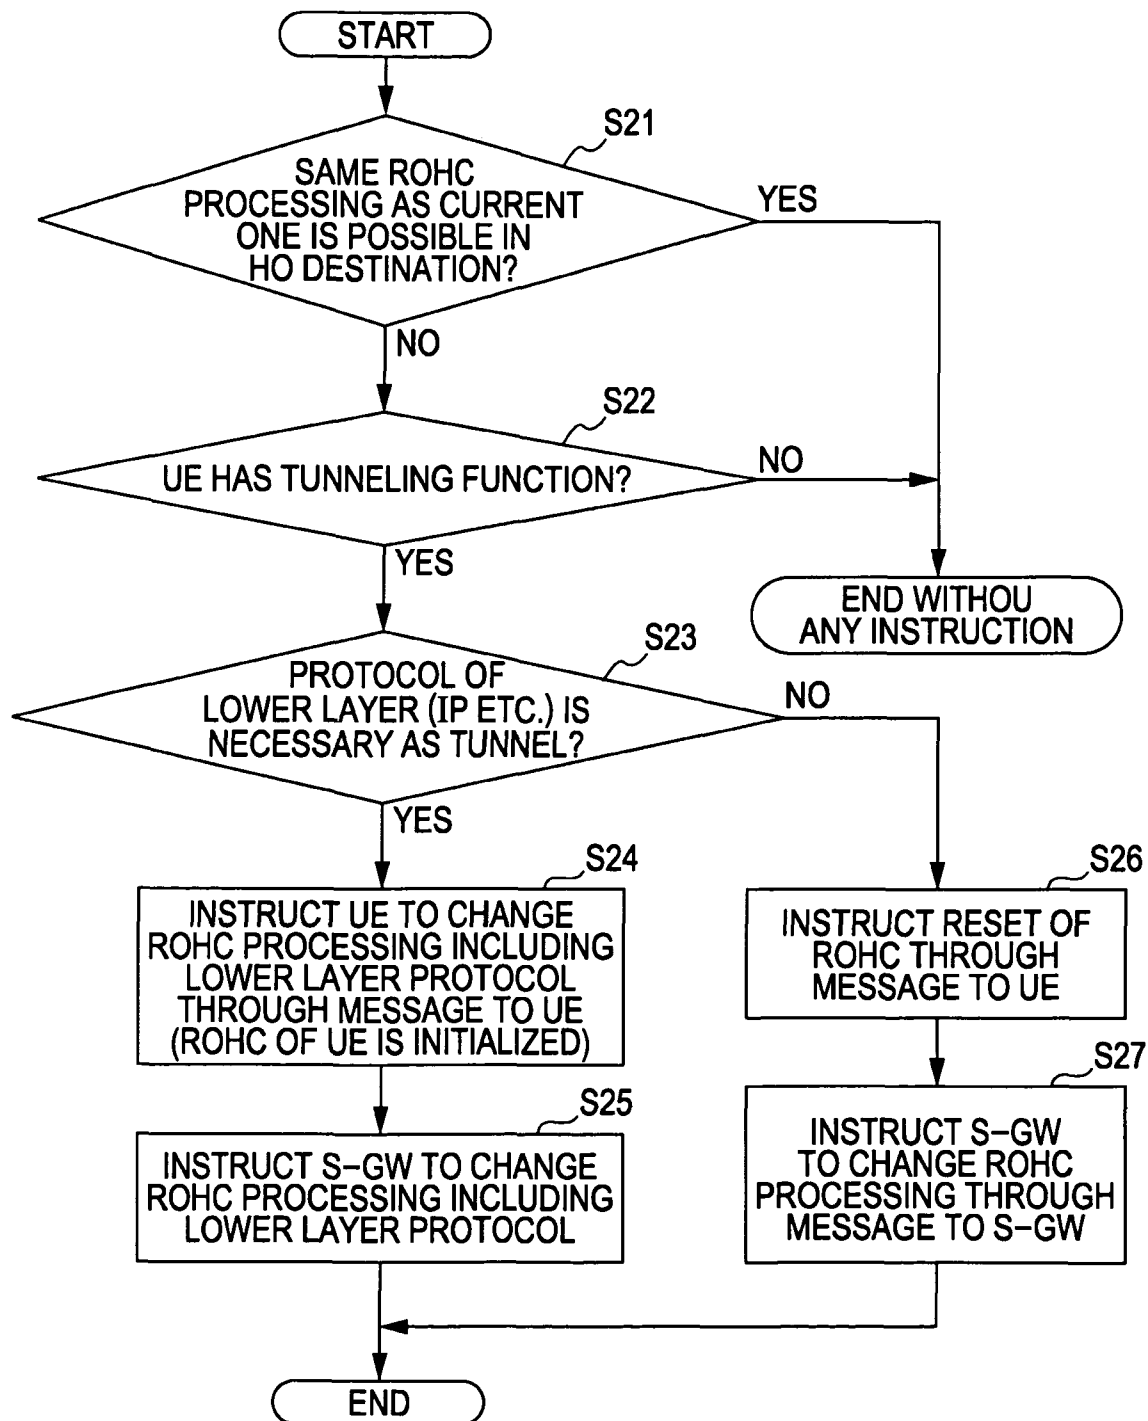 START
S21
SAME ROHC
PROCESSING AS CURRENT
ONE IS POSSIBLE IN
HO DESTINATION?
YES
NO
S22
UE HAS TUNNELING FUNCTION?
NO
YES
END WITHOU
ANY INSTRUCTION
S23
PROTOCOL OF
LOWER LAYER (IP ETC.) IS
NECESSARY AS TUNNEL?
NO
YES
S24
INSTRUCT UE TO CHANGE
ROHC PROCESSING INCLUDING
LOWER LAYER PROTOCOL
THROUGH MESSAGE TO UE
(ROHC OF UE IS INITIALIZED)
S26
INSTRUCT RESET OF
ROHC THROUGH
MESSAGE TO UE
S25
INSTRUCT S-GW TO CHANGE
ROHC PROCESSING INCLUDING
LOWER LAYER PROTOCOL
S27
INSTRUCT S-GW
TO CHANGE ROHC
PROCESSING THROUGH
MESSAGE TO S-GW
END